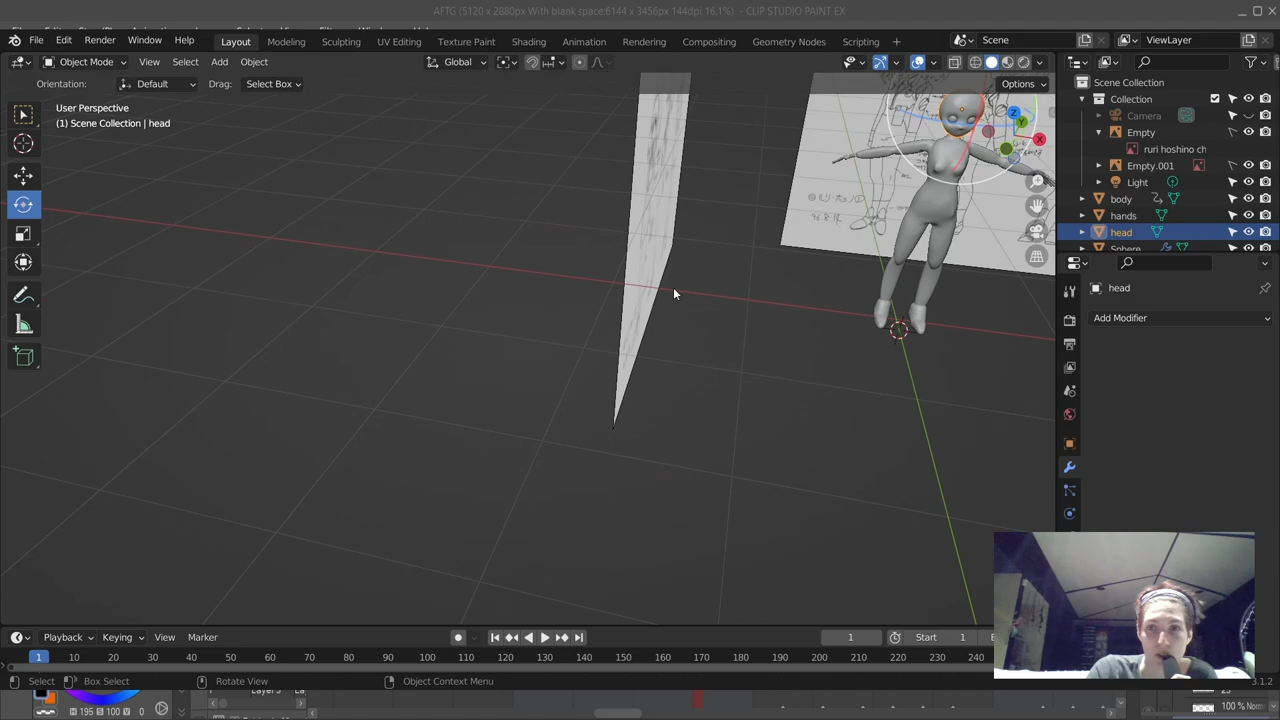 AFTG (5120 x 2880px With blank space:6144 x 3456px 144dpi 16.1%) - CLIP STUDIO PAINT EX
File Edit Render Window Help
Layout Modeling Sculpting UV Editing Texture Paint Shading Animation Rendering Compositing Geometry Nodes Scripting +
Scene ViewLayer
Object Mode View Select Add Object Global
Orientation: Default Drag: Select Box Options
User Perspective
(1) Scene Collection | head
Z
Y
X
Scene Collection
Collection
Camera
Empty
ruri hoshino ch
Empty.001
Light
body
hands
head
Sphere
head
Add Modifier
Playback Keying View Marker 1 Start 1
1 10 20 30 40 50 60 70 80 90 100 110 120 130 140 150 160 170 180 190 200 210 220 230 240
Select Box Select Rotate View Object Context Menu 3.1.2
H 195 S 100 V 0
100 %